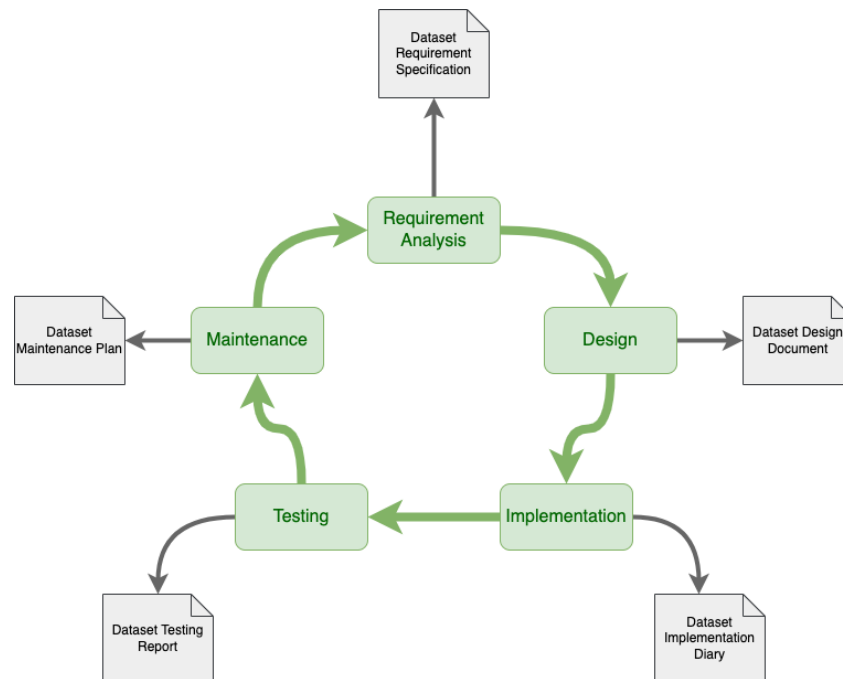 Dataset
Requirement
Specification
Requirement
Analysis
Dataset
Maintenance Plan
Maintenance
Design
Dataset Design
Document
Testing
Implementation
Dataset Testing
Report
Dataset
Implementation
Diary